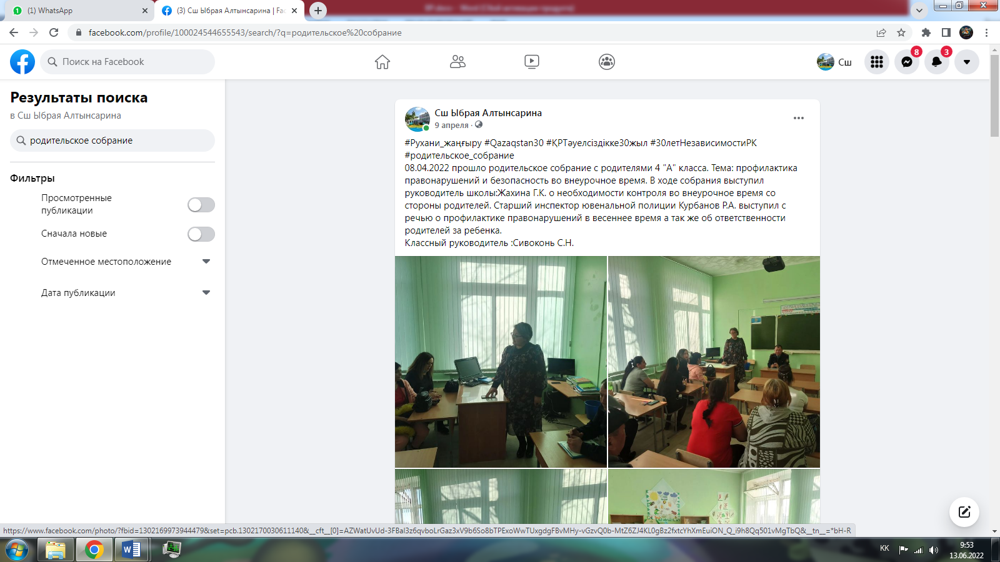 (1) WhatsApp
(3) Сш Ыбрая Алтынсарина | Fac
facebook.com/profile/100024544655543/search/?q=родительское%20собрание
Поиск на Facebook
Сш
8
3
Результаты поиска
в Сш Ыбрая Алтынсарина
родительское собрание
Фильтры
Просмотренные
публикации
Сначала новые
Отмеченное местоположение
Дата публикации
Сш Ыбрая Алтынсарина
9 апреля ·
#Рухани_жаңғыру #Qazaqstan30 #ҚРТәуелсіздікке30жыл #30летНезависимостиРК
#родительское_собрание
08.04.2022 прошло родительское собрание с родителями 4 "А" класса. Тема: профилактика
правонарушений и безопасность во внеурочное время. В ходе собрания выступил
руководитель школы:Жахина Г.К. о необходимости контроля во внеурочное время со
стороны родителей. Старший инспектор ювенальной полиции Курбанов Р.А. выступил с
речью о профилактике правонарушений в весеннее время а так же об ответственности
родителей за ребенка.
Классный руководитель :Сивоконь С.Н.
https://www.facebook.com/photo/?fbid=1302169973944479&set=pcb.1302170030611140&__cft__[0]=AZWatUvUd-3FBal3z6qvboLrGaz3xV9b6So8bTPExoWwTUxgdgFBvMHy-vGzvQ0b-MtZ6ZJ4KL0gBz2fxtcYhXmEuiON_Q_i9h8Qq501vMgTbQ&__tn__=*bH-R
KK
9:53
13.06.2022